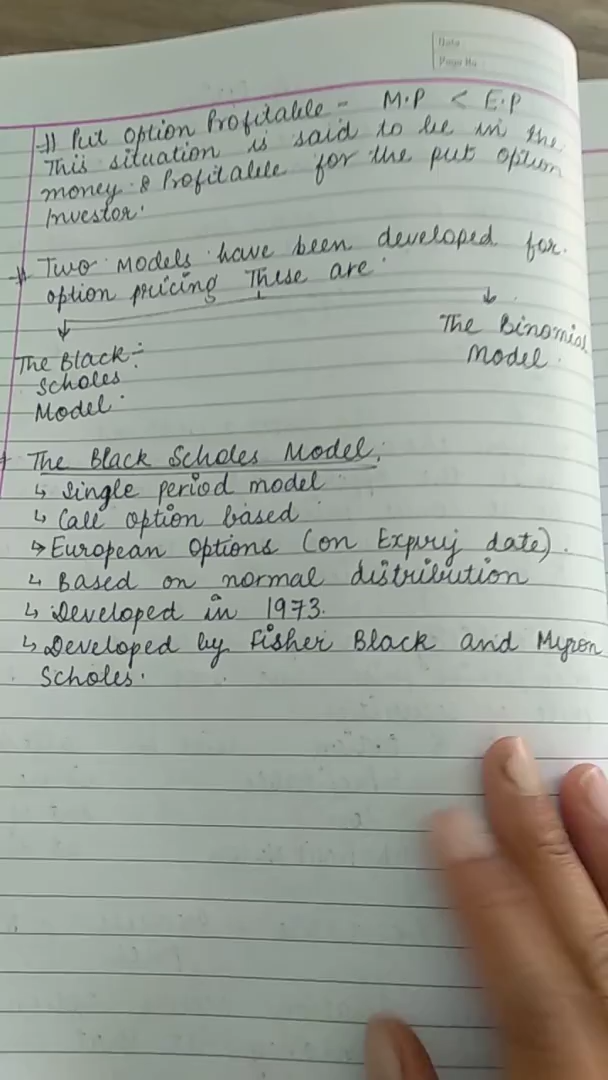 Date
Page No
Put Option Profitable - M.P < E.P
This situation is said to be in the
money & Profitable for the put option
Investor.
Two Models have been developed for
option pricing These are
The Black-
Scholes
Model.
The Binomial
Model.
The Black Scholes Model.
↳ Single period model
↳ Call option based
↳ European Options (on Expiry date).
↳ Based on normal distribution
↳ Developed in 1973.
↳ Developed by Fisher Black and Myron
Scholes.